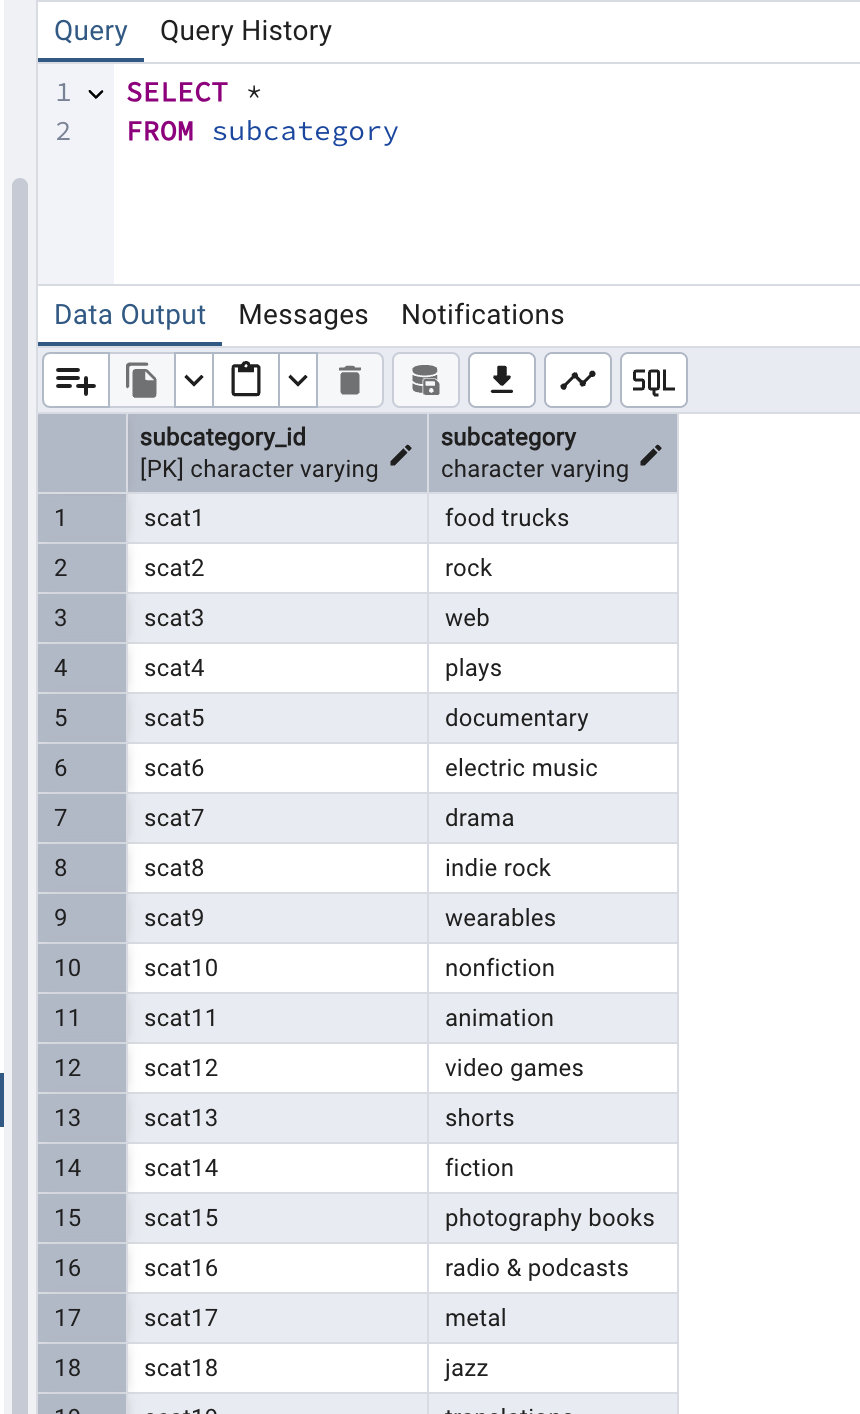 Query Query History
1 SELECT *
2 FROM subcategory
Data Output Messages Notifications
SQL
subcategory_id subcategory
[PK] character varying character varying
1 scat1 food trucks
2 scat2 rock
3 scat3 web
4 scat4 plays
5 scat5 documentary
6 scat6 electric music
7 scat7 drama
8 scat8 indie rock
9 scat9 wearables
10 scat10 nonfiction
11 scat11 animation
12 scat12 video games
13 scat13 shorts
14 scat14 fiction
15 scat15 photography books
16 scat16 radio & podcasts
17 scat17 metal
18 scat18 jazz